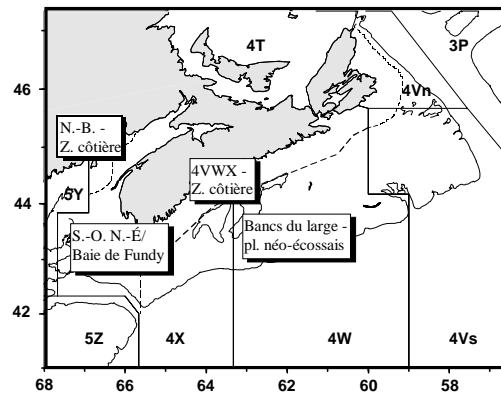 4T
3P
46
4Vn
N.-B. -
Z. côtière
4VWX -
Z. côtière
5Y
44
S.-O. N.-É/
Baie de Fundy
Bancs du large -
pl. néo-écossais
42
5Z
4X
4W
4Vs
68
66
64
62
60
58